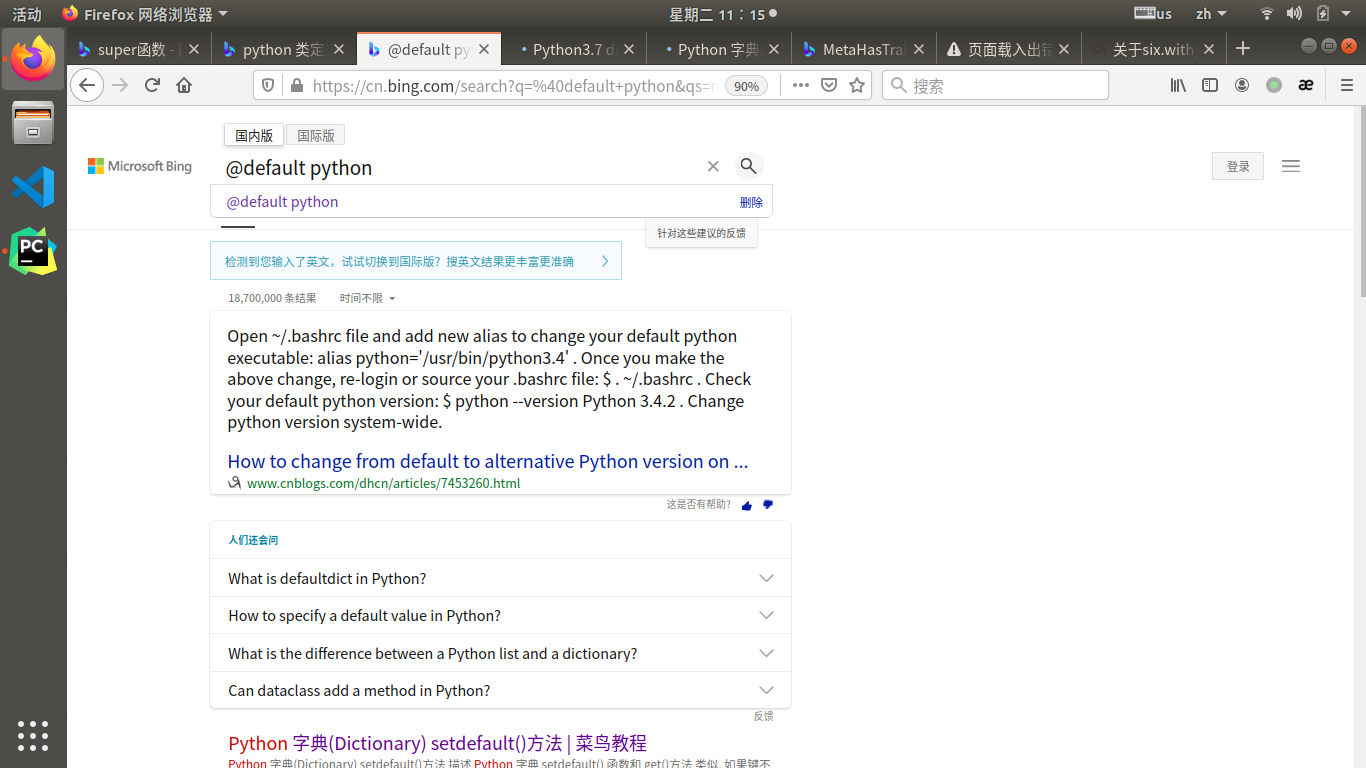 活动 Firefox 网络浏览器 星期二 11：15 us zh
super函数 - python 类定 @default py Python3.7 d Python 字典 MetaHasTrai 页面载入出错 关于six.with
https://cn.bing.com/search?q=%40default+python&qs= 90% 搜索
国内版 国际版
Microsoft Bing @default python 登录
@default python 删除
针对这些建议的反馈
检测到您输入了英文，试试切换到国际版？搜英文结果更丰富更准确
18,700,000 条结果 时间不限
Open ~/.bashrc file and add new alias to change your default python
executable: alias python='/usr/bin/python3.4' . Once you make the
above change, re-login or source your .bashrc file: $ . ~/.bashrc . Check
your default python version: $ python --version Python 3.4.2 . Change
python version system-wide.
How to change from default to alternative Python version on ...
www.cnblogs.com/dhcn/articles/7453260.html
这是否有帮助?
人们还会问
What is defaultdict in Python?
How to specify a default value in Python?
What is the difference between a Python list and a dictionary?
Can dataclass add a method in Python?
反馈
Python 字典(Dictionary) setdefault()方法 | 菜鸟教程
Python 字典(Dictionary) setdefault()方法 描述 Python 字典 setdefault() 函数和 get()方法 类似, 如果键不
PC